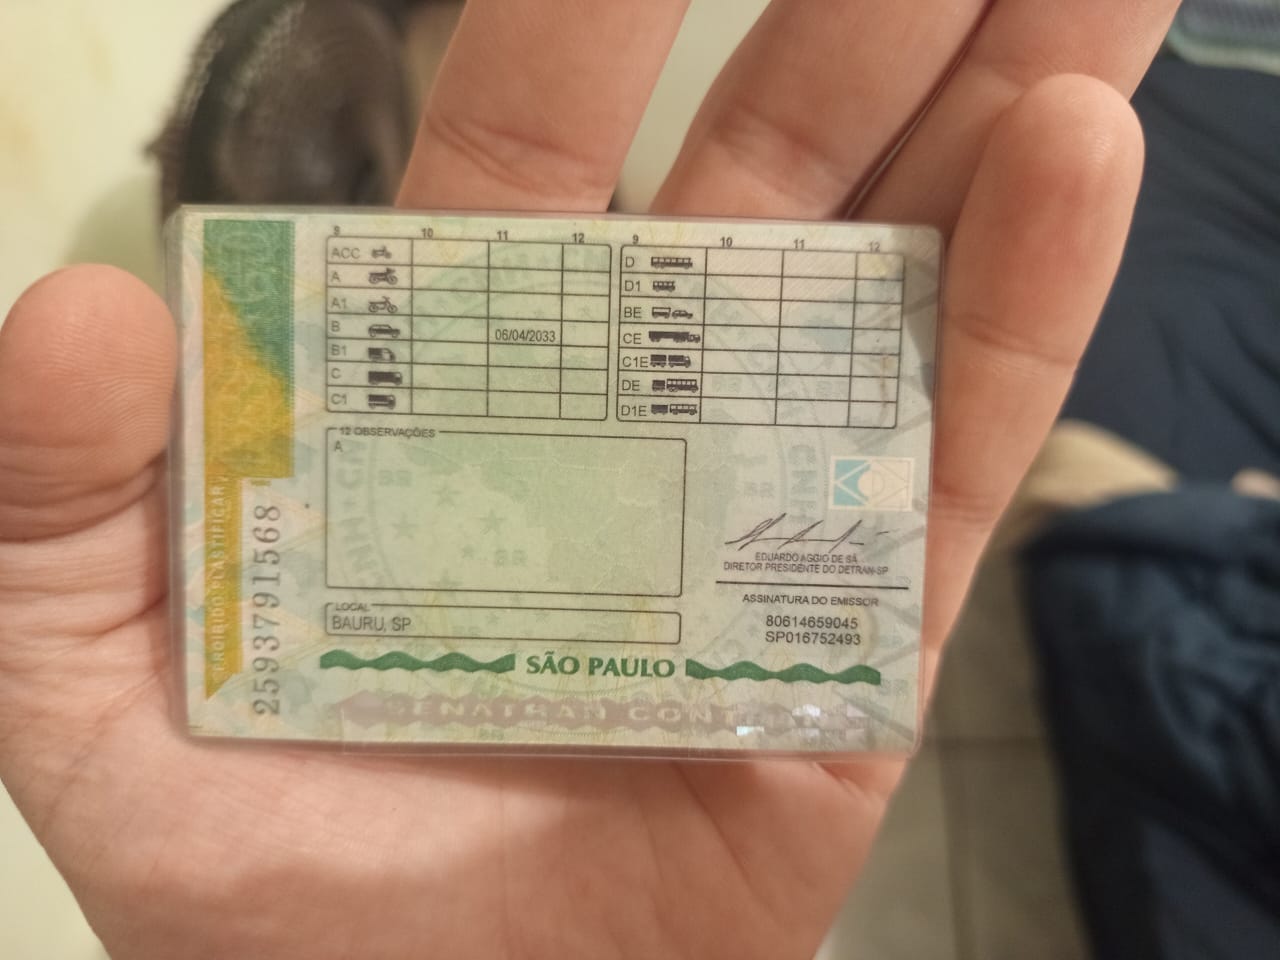 9 10 11 12
ACC
A
A1
B 06/04/2033
B1
C
C1
9 10 11 12
D
D1
BE
CE
C1E
DE
D1E
12 OBSERVAÇÕES
A
EDUARDO AGGIO DE SÁ
DIRETOR PRESIDENTE DO DETRAN-SP
ASSINATURA DO EMISSOR
80614659045
SP016752493
LOCAL
BAURU, SP
SÃO PAULO
SENATRAN CONT
PROIBIDO PLASTIFICAR
2593791568